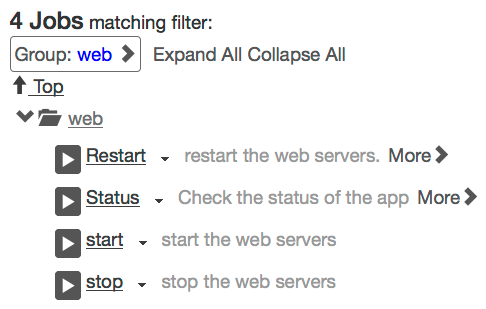 4 Jobs matching filter:
Group: web Expand All Collapse All
Top
web
Restart restart the web servers. More
Status Check the status of the app More
start start the web servers
stop stop the web servers